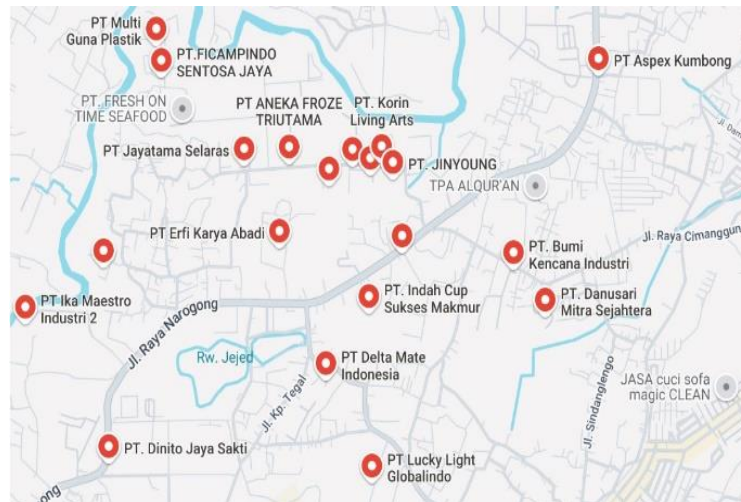 PT Multi
Guna Plastik
PT.FICAMPINDO
SENTOSA JAYA
PT Aspex Kumbong
PT. FRESH ON
TIME SEAFOOD
PT ANEKA FROZE
TRIUTAMA
PT. Korin
Living Arts
PT Jayatama Selaras
PT. JINYOUNG
TPA ALQUR'AN
PT Erfi Karya Abadi
Jl. Raya Cimanggun
PT. Bumi
Kencana Industri
PT Ika Maestro
Industri 2
PT. Indah Cup
Sukses Makmur
PT. Danusari
Mitra Sejahtera
Jl. Raya Narogong
Rw. Jejed
PT Delta Mate
Indonesia
Jl. Kp. Tegal
JASA cuci sofa
magic CLEAN
Jl. Sindanglengo
PT. Dinito Jaya Sakti
PT Lucky Light
Globalindo
ong